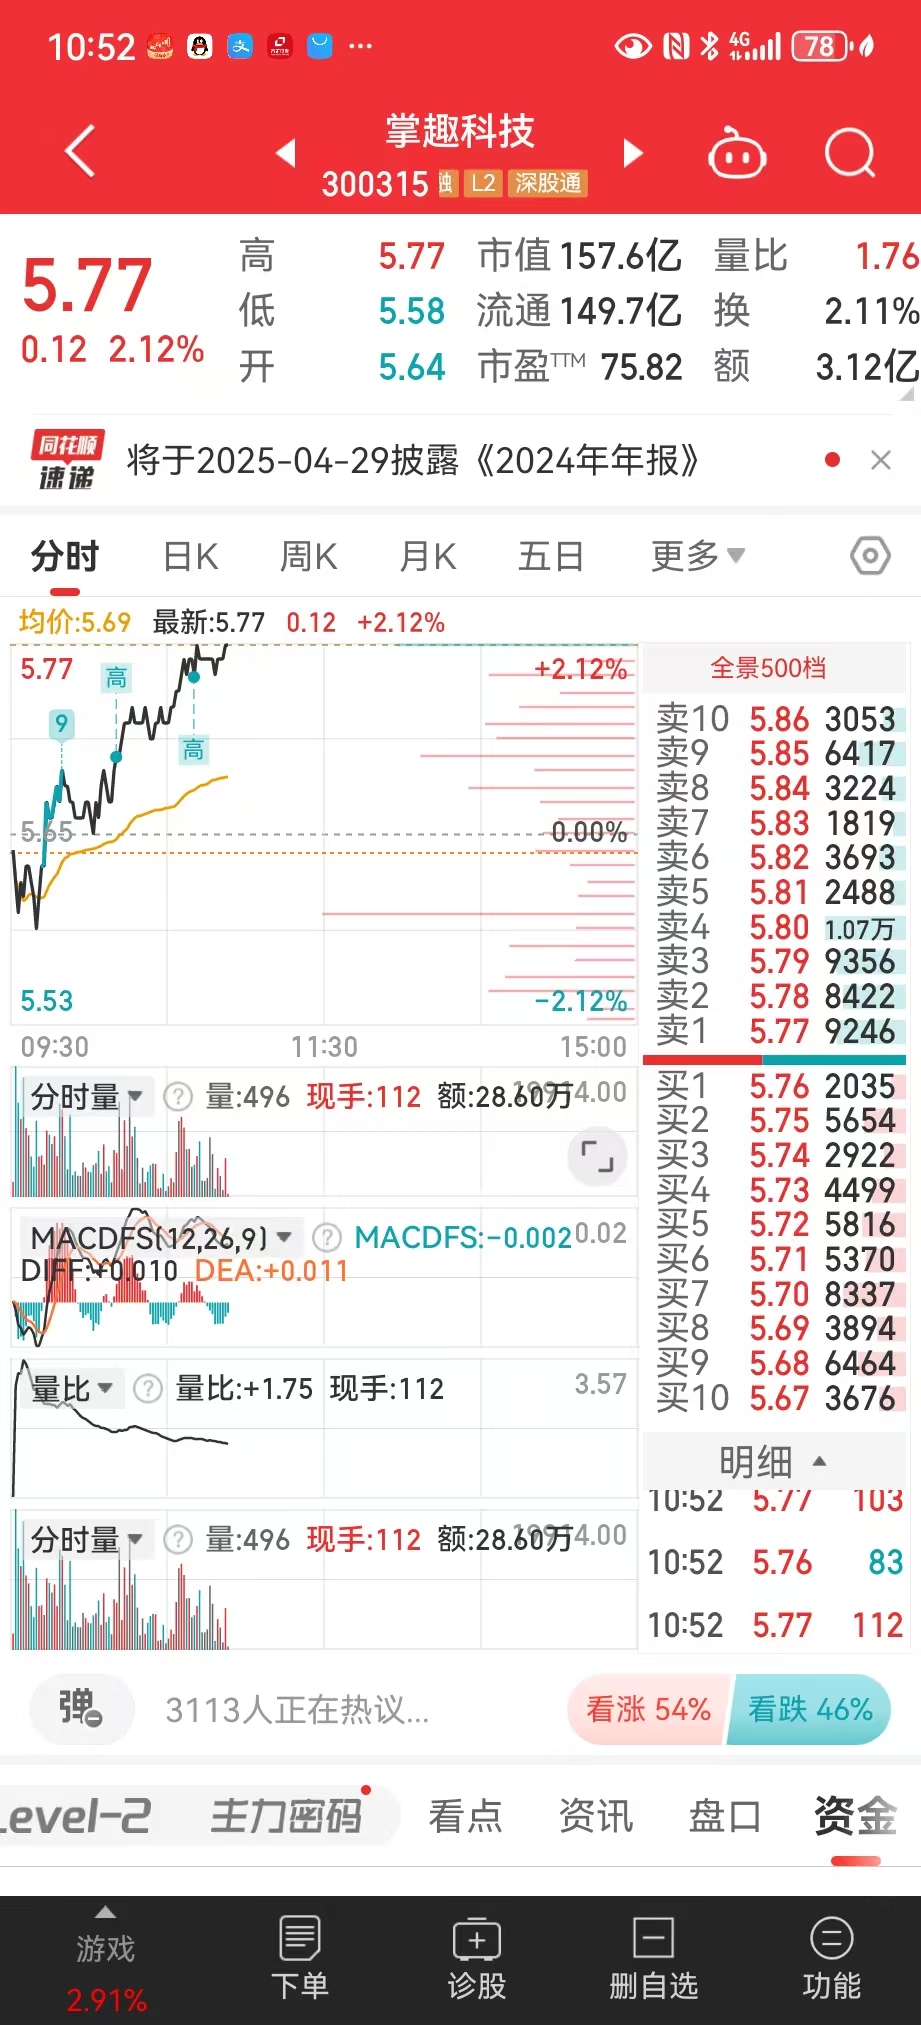 10:52 4G 78
掌趣科技
300315 融 L2 深股通
5.77
0.12 2.12%
高 5.77 市值 157.6亿 量比 1.76
低 5.58 流通 149.7亿 换 2.11%
开 5.64 市盈TTM 75.82 额 3.12亿
同花顺
速递
将于2025-04-29披露《2024年年报》
分时 日K 周K 月K 五日 更多
均价:5.69 最新:5.77 0.12 +2.12%
5.77 +2.12%
高
9
高
5.65 0.00%
5.53 -2.12%
09:30 11:30 15:00
全景500档
卖10 5.86 3053
卖9 5.85 6417
卖8 5.84 3224
卖7 5.83 1819
卖6 5.82 3693
卖5 5.81 2488
卖4 5.80 1.07万
卖3 5.79 9356
卖2 5.78 8422
卖1 5.77 9246
买1 5.76 2035
买2 5.75 5654
买3 5.74 2922
买4 5.73 4499
买5 5.72 5816
买6 5.71 5370
买7 5.70 8337
买8 5.69 3894
买9 5.68 6464
买10 5.67 3676
明细
10:52 5.77 103
10:52 5.76 83
10:52 5.77 112
分时量 ? 量:496 现手:112 额:28.60万
MACDFS(12,26,9) ? MACDFS:-0.002 0.02
DIFF:+0.010 DEA:+0.011
量比 ? 量比:+1.75 现手:112 3.57
分时量 ? 量:496 现手:112 额:28.60万
弹 3113人正在热议... 看涨 54% 看跌 46%
Level-2 主力密码 看点 资讯 盘口 资金
游戏 下单 诊股 删自选 功能
2.91%